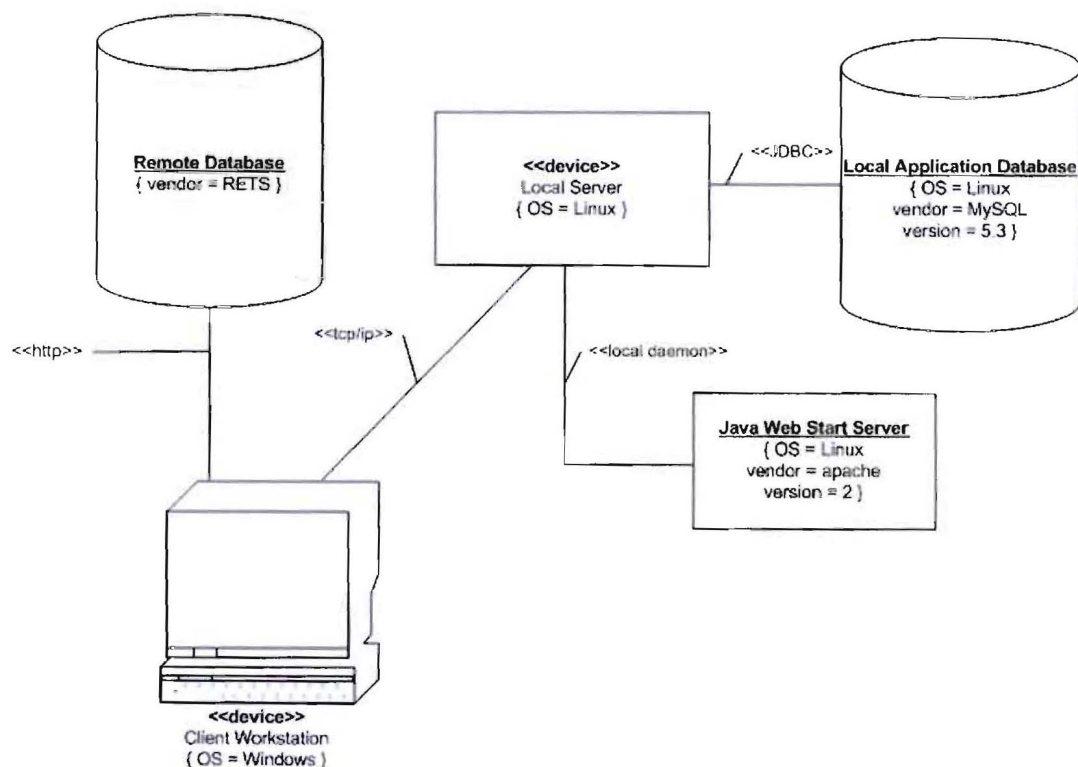 Remote Database
{ vendor = RETS }
<<device>>
Local Server
{ OS = Linux }
<<JDBC>>
Local Application Database
{ OS = Linux
vendor = MySQL
version = 5.3 }
<<http>>
<<tcp/ip>>
<<local daemon>>
Java Web Start Server
{ OS = Linux
vendor = apache
version = 2 }
<<device>>
Client Workstation
{ OS = Windows }